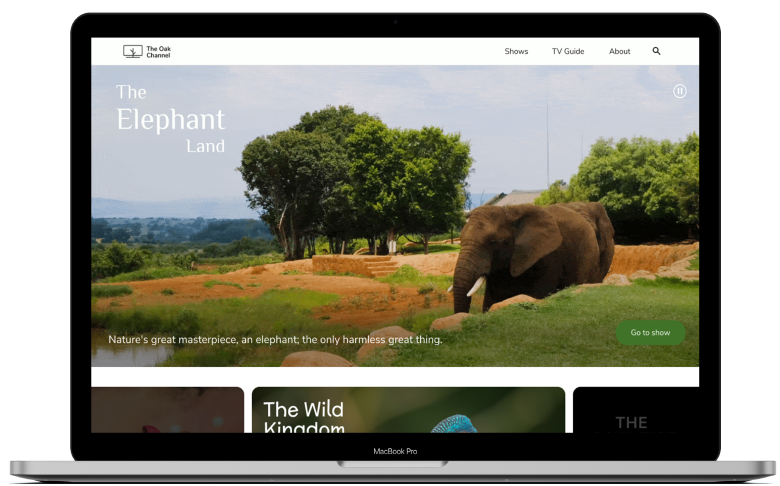 The Oak
Channel
Shows
TV Guide
About
The
Elephant
Land
Nature's great masterpiece, an elephant; the only harmless great thing.
Go to show
The Wild
Kingdom
THE
MacBook Pro